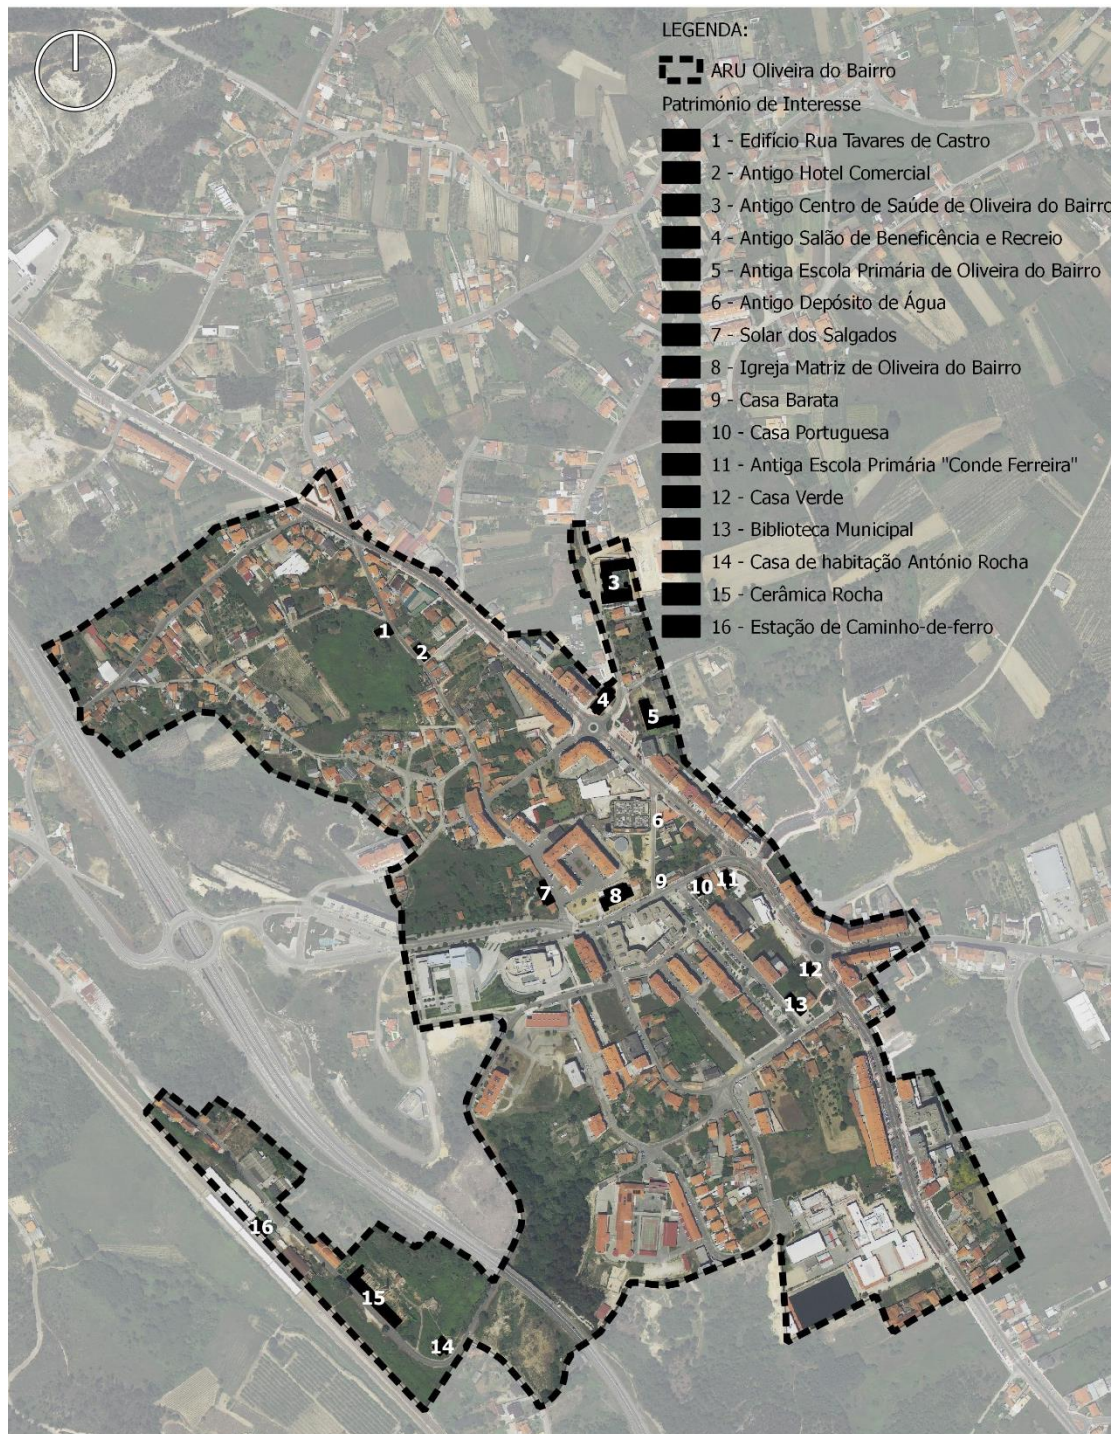 LEGENDA:
ARU Oliveira do Bairro
Património de Interesse
1 - Edifício Rua Tavares de Castro
2 - Antigo Hotel Comercial
3 - Antigo Centro de Saúde de Oliveira do Bairro
4 - Antigo Salão de Beneficência e Recreio
5 - Antiga Escola Primária de Oliveira do Bairro
6 - Antigo Depósito de Água
7 - Solar dos Salgados
8 - Igreja Matriz de Oliveira do Bairro
9 - Casa Barata
10 - Casa Portuguesa
11 - Antiga Escola Primária "Conde Ferreira"
12 - Casa Verde
13 - Biblioteca Municipal
14 - Casa de habitação António Rocha
15 - Cerâmica Rocha
16 - Estação de Caminho-de-ferro
3
1
2
4
5
6
11
9
10
7
8
12
13
16
15
14